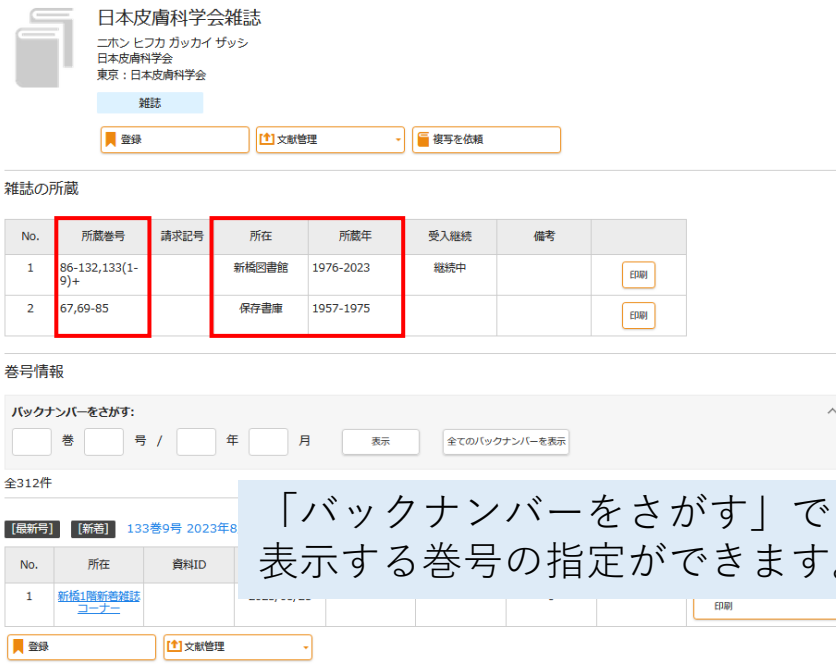 日本皮膚科学会雑誌
ニホン ヒフカ ガッカイ ザッシ
日本皮膚科学会
東京：日本皮膚科学会
雑誌
登録 文献管理 複写を依頼
雑誌の所蔵
No. 所蔵巻号 請求記号 所在 所蔵年 受入継続 備考
1 86-132,133(1-9)+ 新橋図書館 1976-2023 継続中 印刷
2 67,69-85 保存書庫 1957-1975 印刷
巻号情報
バックナンバーをさがす:
巻 号 / 年 月 表示 全てのバックナンバーを表示
全312件
「バックナンバーをさがす」で
表示する巻号の指定ができます。
[最新号] [新着] 133巻9号 2023年8
No. 所在 資料ID
1 新橋1階新着雑誌コーナー 印刷
登録 文献管理